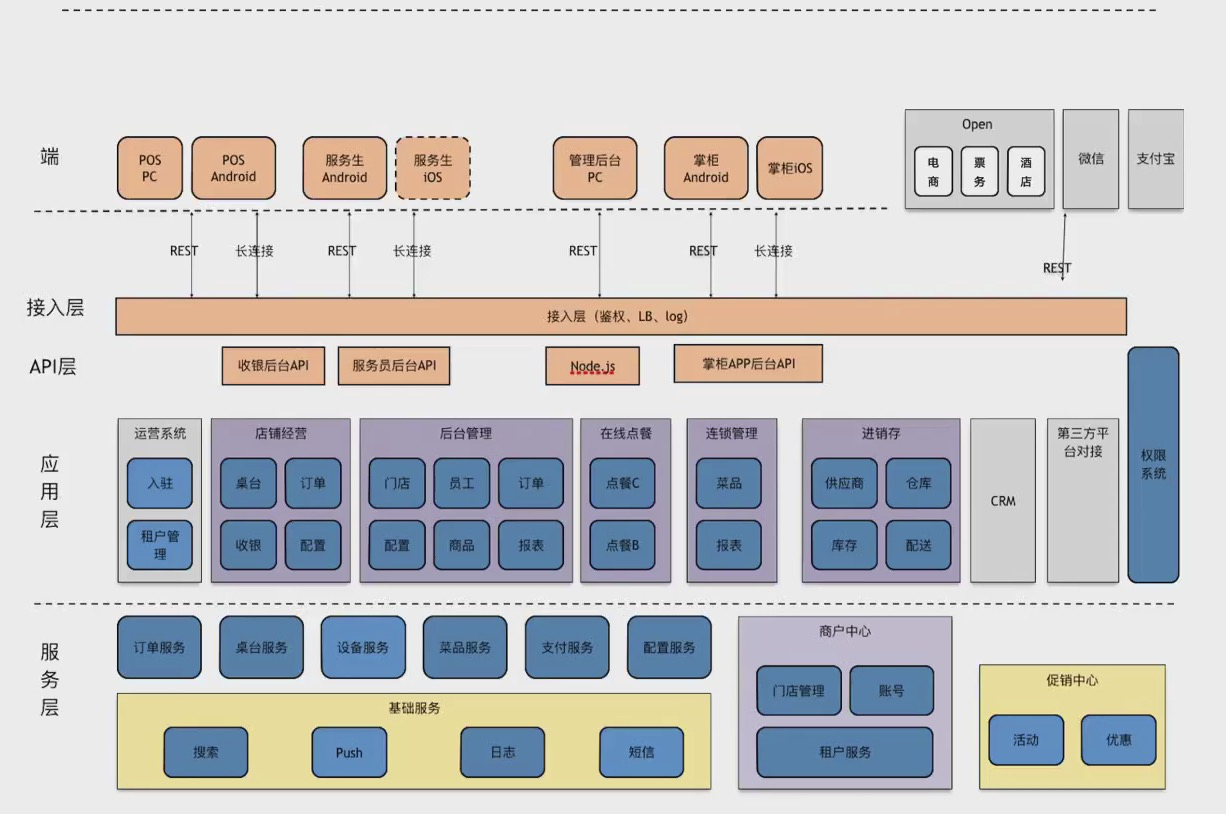 端
POS
PC
POS
Android
服务生
Android
服务生
iOS
管理后台
PC
掌柜
Android
掌柜iOS
Open
电
商
票
务
酒
店
微信
支付宝
REST
长连接
REST
长连接
REST
REST
长连接
REST
接入层
接入层（鉴权、LB、log）
API层
收银后台API
服务员后台API
Node.js
掌柜APP后台API
应
用
层
运营系统
入驻
租户管
理
店铺经营
桌台
订单
收银
配置
后台管理
门店
员工
订单
配置
商品
报表
在线点餐
点餐C
点餐B
连锁管理
菜品
报表
进销存
供应商
仓库
库存
配送
CRM
第三方平
台对接
权限
系统
服
务
层
订单服务
桌台服务
设备服务
菜品服务
支付服务
配置服务
基础服务
搜索
Push
日志
短信
商户中心
门店管理
账号
租户服务
促销中心
活动
优惠